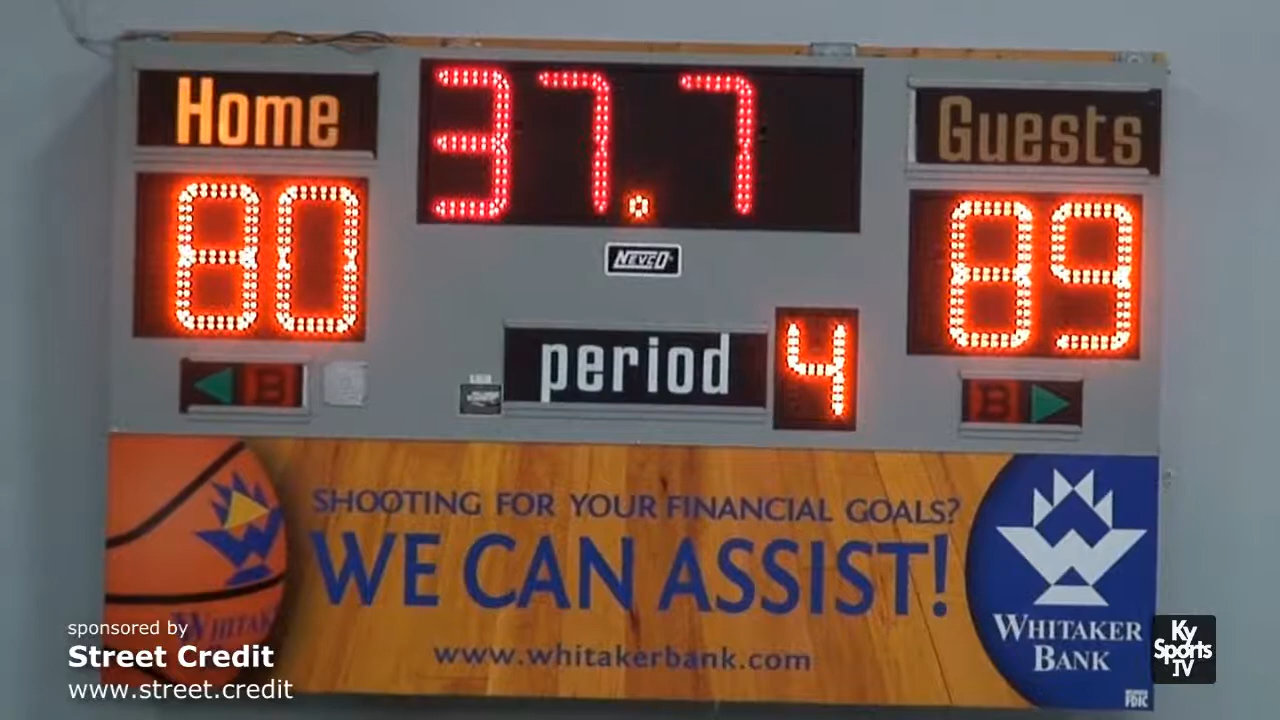 Home
37.7
Guests
80
89
NEVCO
period
4
B
B
SHOOTING FOR YOUR FINANCIAL GOALS?
WE CAN ASSIST!
www.whitakerbank.com
WHITAKER
BANK
FDIC
sponsored by
Street Credit
www.street.credit
Ky
Sports
.TV